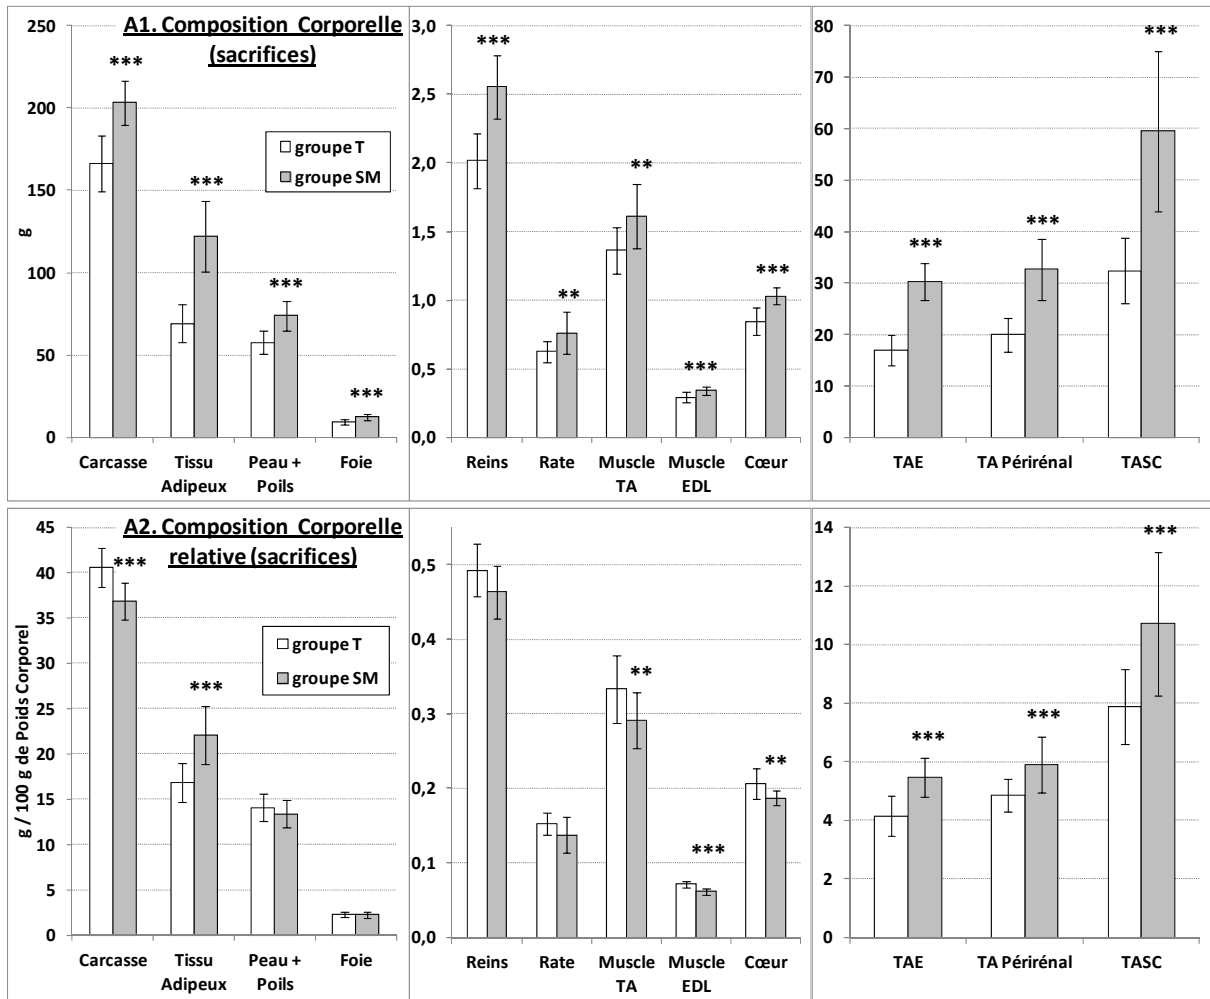 A1. Composition Corporelle
(sacrifices)
250
200
150
100
50
0
g
***
***
***
***
groupe T
groupe SM
Carcasse
Tissu
Adipeux
Peau +
Poils
Foie
3,0
2,5
2,0
1,5
1,0
0,5
0,0
***
**
**
***
***
Reins
Rate
Muscle
TA
Muscle
EDL
Cœur
80
70
60
50
40
30
20
10
0
***
***
***
TAE
TA Périrénal
TASC
A2. Composition Corporelle
relative (sacrifices)
45
40
35
30
25
20
15
10
5
0
g / 100 g de Poids Corporel
***
***
groupe T
groupe SM
Carcasse
Tissu
Adipeux
Peau +
Poils
Foie
0,5
0,4
0,3
0,2
0,1
0,0
**
***
**
Reins
Rate
Muscle
TA
Muscle
EDL
Cœur
14
12
10
8
6
4
2
0
***
***
***
TAE
TA Périrénal
TASC